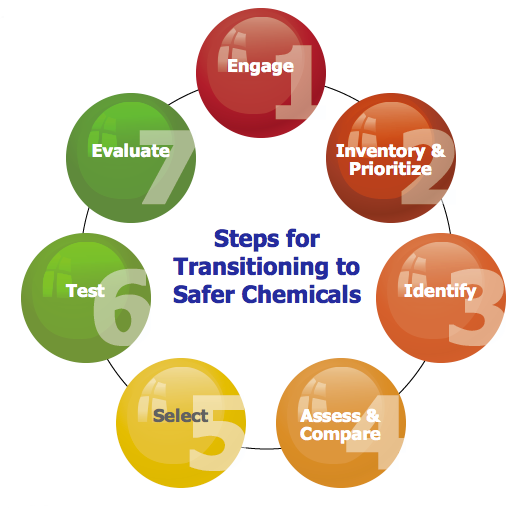 Steps for
Transitioning to
Safer Chemicals
1
Engage
2
Inventory &
Prioritize
3
Identify
4
Assess &
Compare
5
Select
6
Test
7
Evaluate